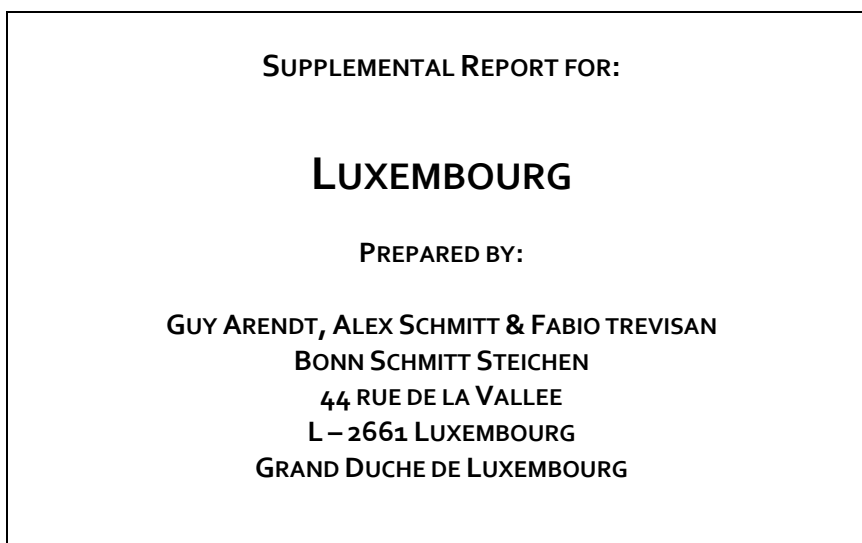 SUPPLEMENTAL REPORT FOR:
LUXEMBOURG
PREPARED BY:
GUY ARENDT, ALEX SCHMITT & FABIO TREVISAN
BONN SCHMITT STEICHEN
44 RUE DE LA VALLEE
L – 2661 LUXEMBOURG
GRAND DUCHE DE LUXEMBOURG